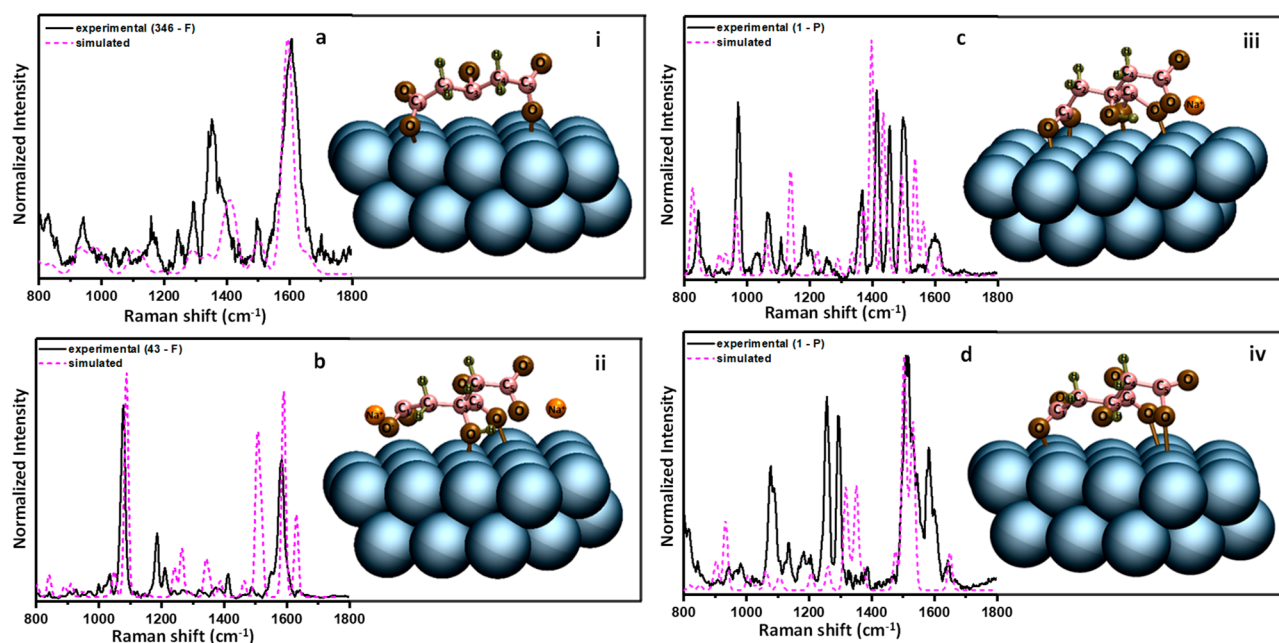 experimental (346 - F)
simulated
a
i
Normalized Intensity
800 1000 1200 1400 1600 1800
Raman shift (cm⁻¹)
experimental (1 - P)
simulated
c
iii
Na⁺
Normalized Intensity
800 1000 1200 1400 1600 1800
Raman shift (cm⁻¹)
experimental (43 - F)
simulated
b
ii
Na⁺
Na⁺
Normalized Intensity
800 1000 1200 1400 1600 1800
Raman shift (cm⁻¹)
experimental (1 - P)
simulated
d
iv
Normalized Intensity
800 1000 1200 1400 1600 1800
Raman shift (cm⁻¹)